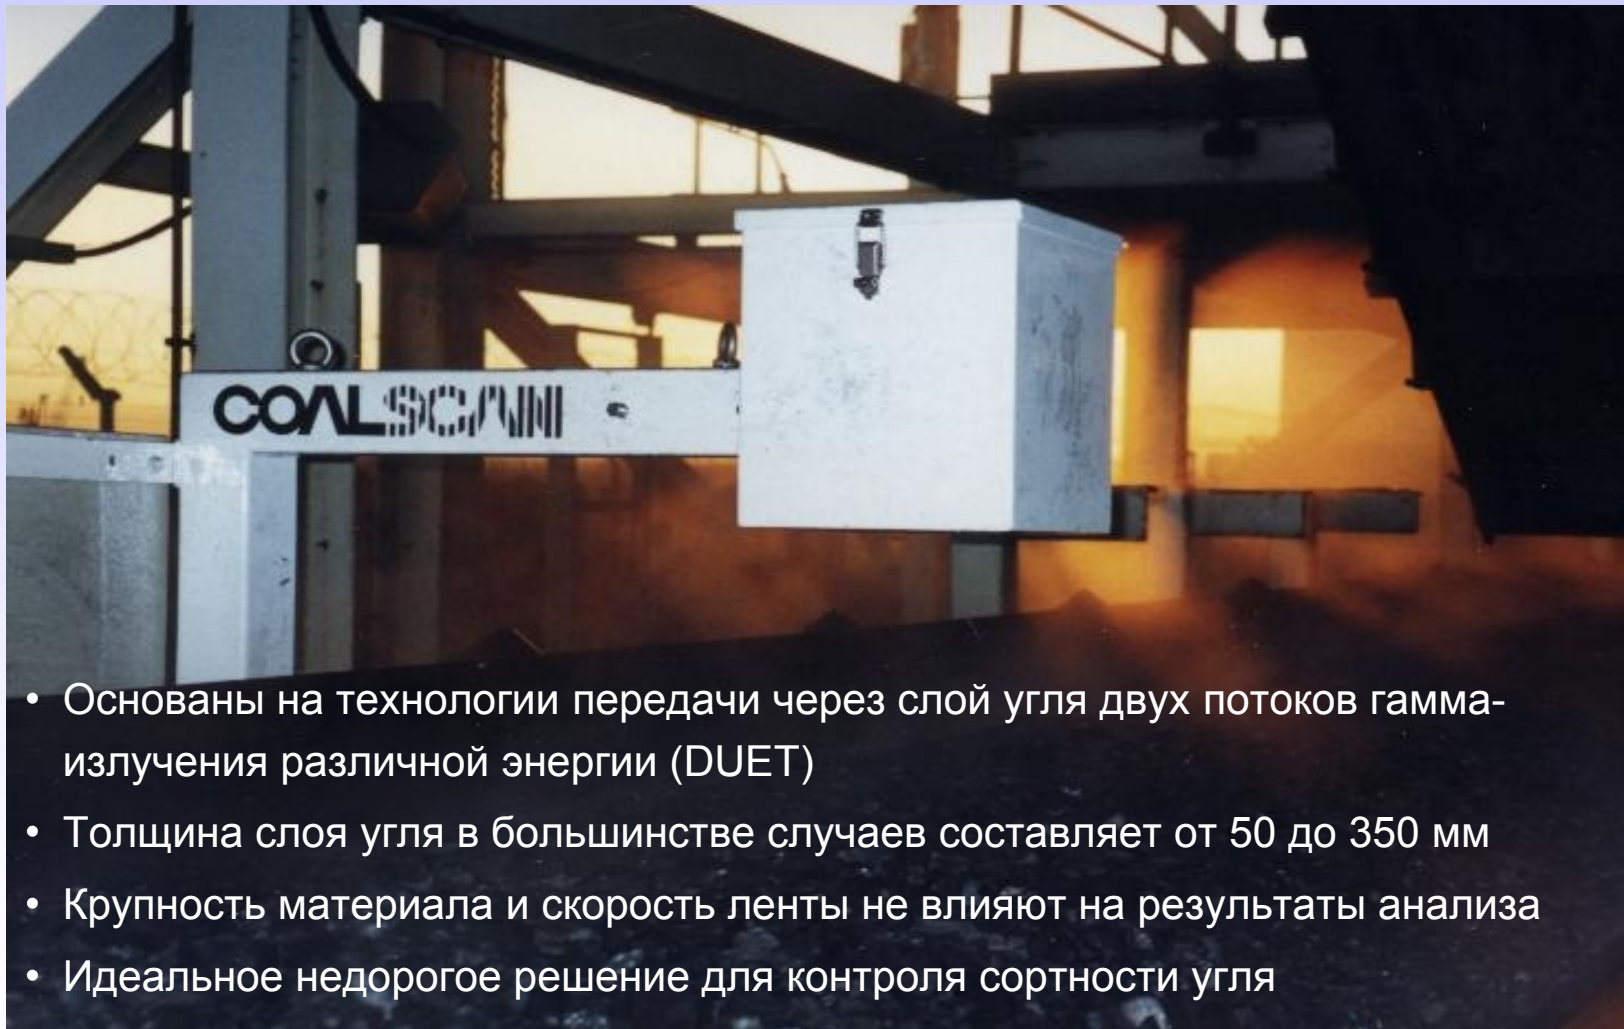 COALSCAN
• Основаны на технологии передачи через слой угля двух потоков гамма-
излучения различной энергии (DUET)
• Толщина слоя угля в большинстве случаев составляет от 50 до 350 мм
• Крупность материала и скорость ленты не влияют на результаты анализа
• Идеальное недорогое решение для контроля сортности угля